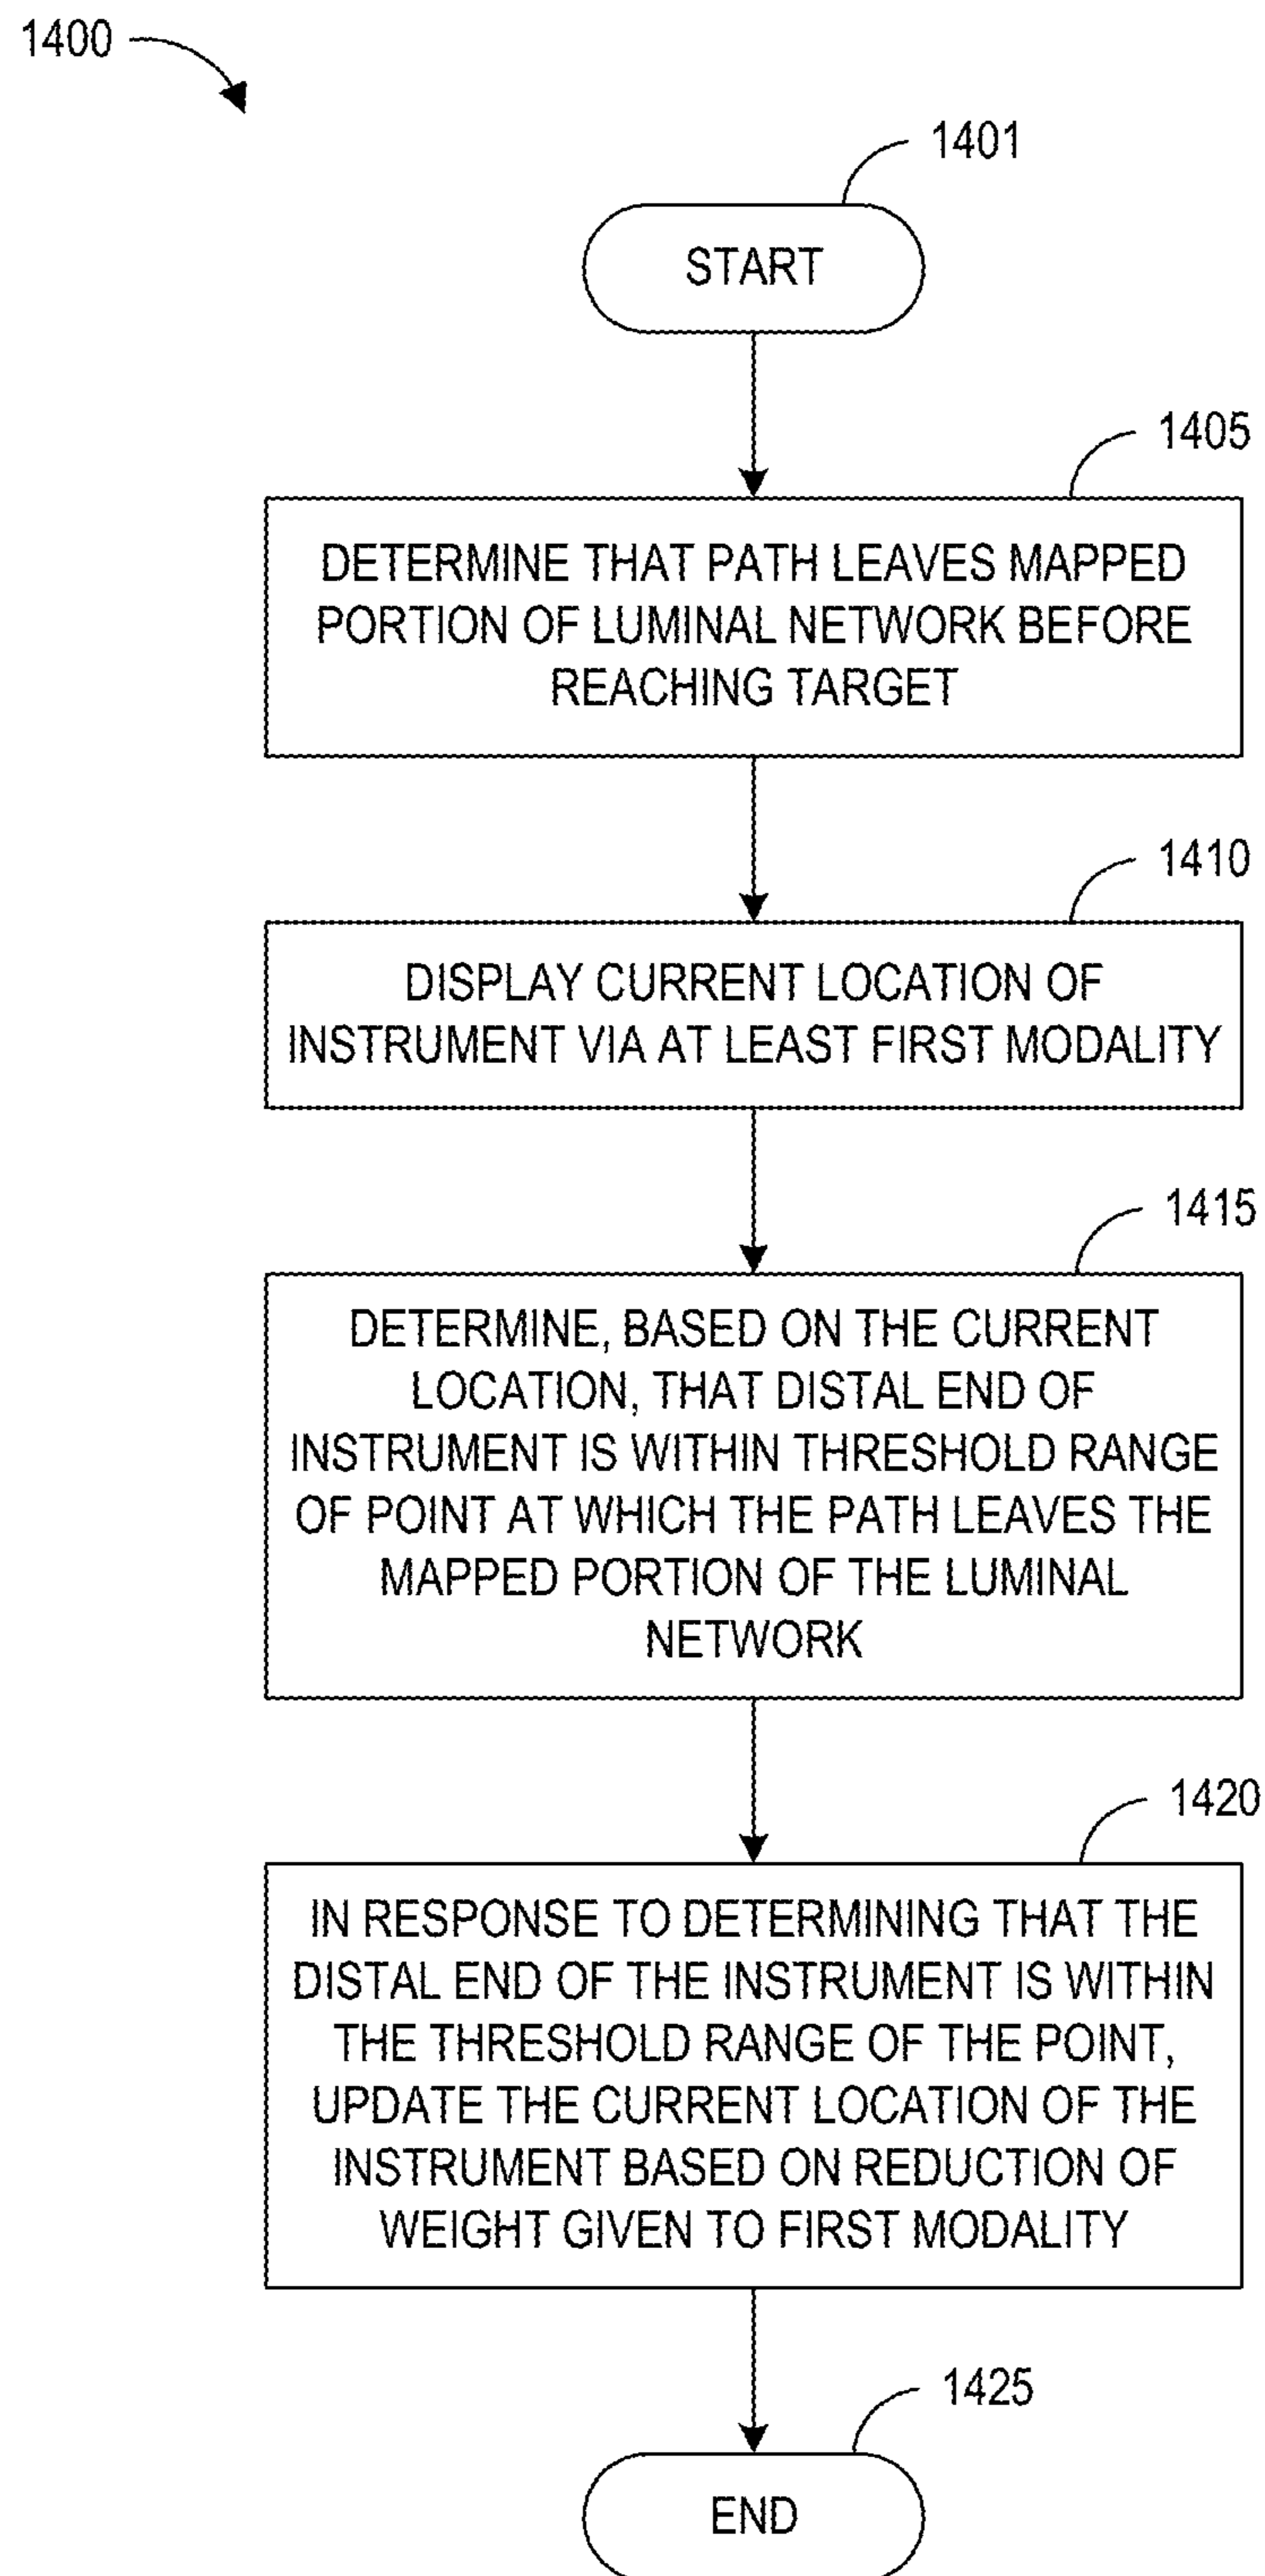 1400
1401
START
1405
DETERMINE THAT PATH LEAVES MAPPED
PORTION OF LUMINAL NETWORK BEFORE
REACHING TARGET
1410
DISPLAY CURRENT LOCATION OF
INSTRUMENT VIA AT LEAST FIRST MODALITY
1415
DETERMINE, BASED ON THE CURRENT
LOCATION, THAT DISTAL END OF
INSTRUMENT IS WITHIN THRESHOLD RANGE
OF POINT AT WHICH THE PATH LEAVES THE
MAPPED PORTION OF THE LUMINAL
NETWORK
1420
IN RESPONSE TO DETERMINING THAT THE
DISTAL END OF THE INSTRUMENT IS WITHIN
THE THRESHOLD RANGE OF THE POINT,
UPDATE THE CURRENT LOCATION OF THE
INSTRUMENT BASED ON REDUCTION OF
WEIGHT GIVEN TO FIRST MODALITY
1425
END